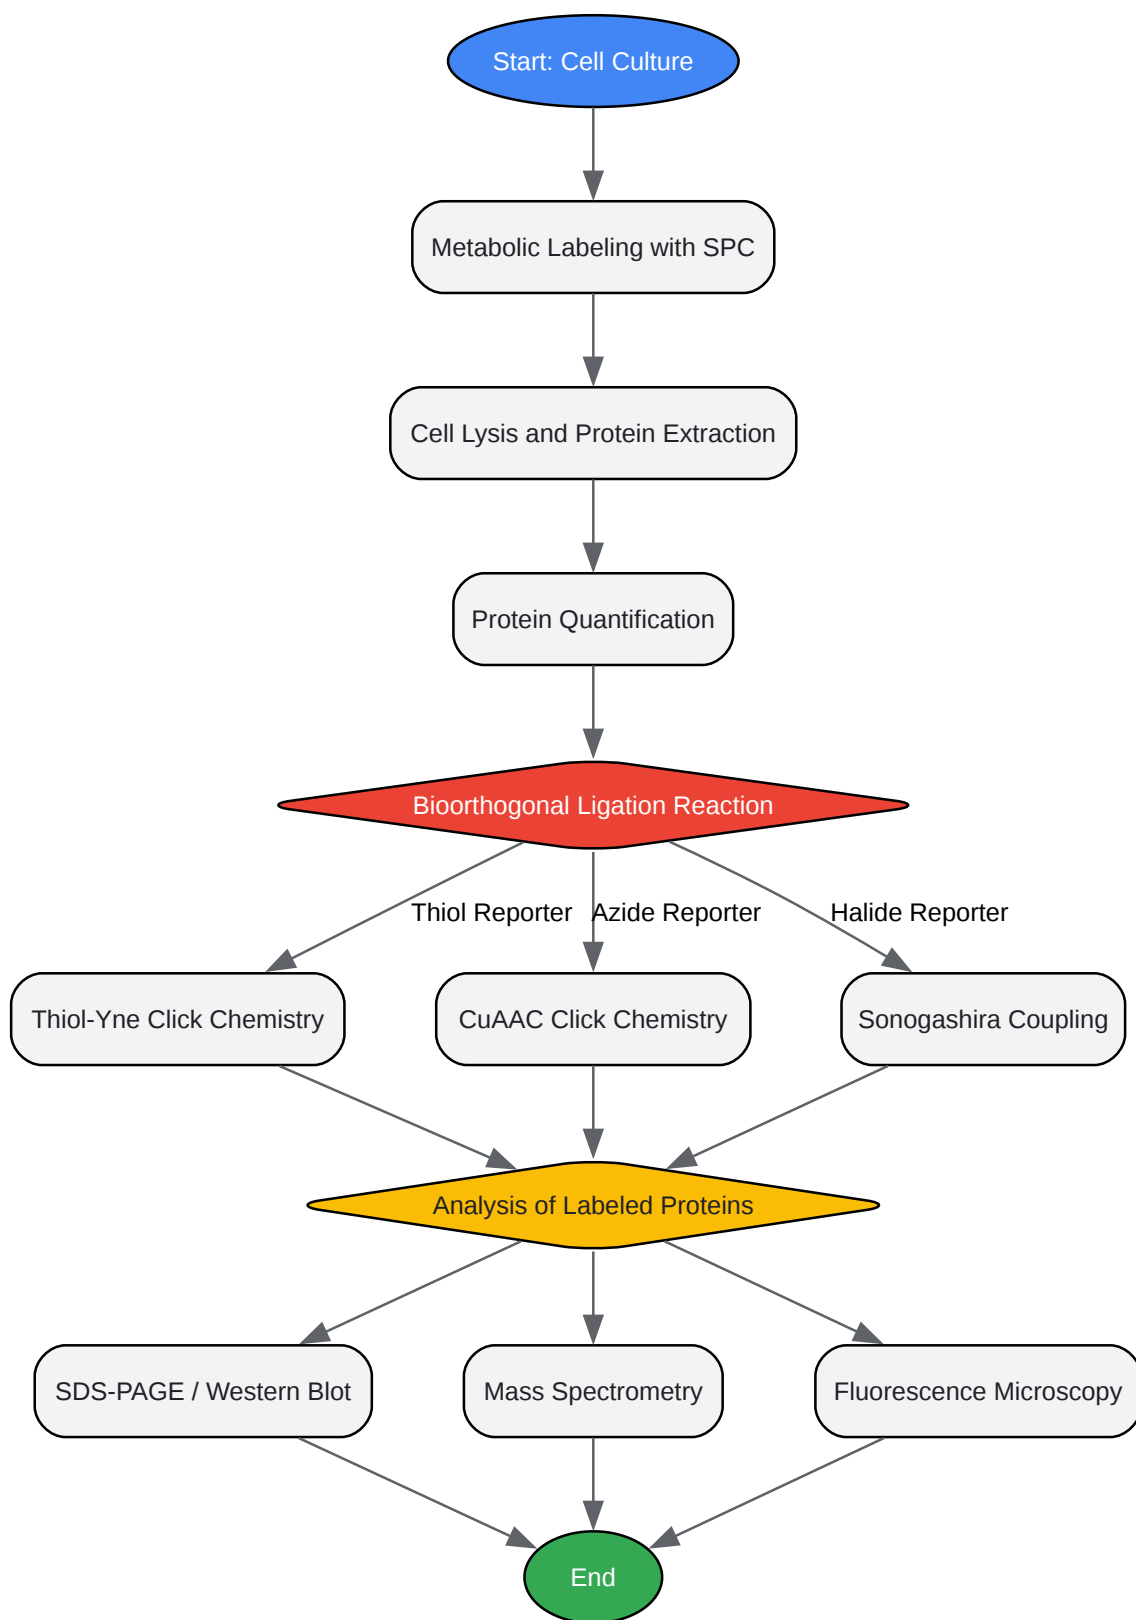 Start: Cell Culture
Metabolic Labeling with SPC
Cell Lysis and Protein Extraction
Protein Quantification
Bioorthogonal Ligation Reaction
Thiol Reporter
Azide Reporter
Halide Reporter
Thiol-Yne Click Chemistry
CuAAC Click Chemistry
Sonogashira Coupling
Analysis of Labeled Proteins
SDS-PAGE / Western Blot
Mass Spectrometry
Fluorescence Microscopy
End